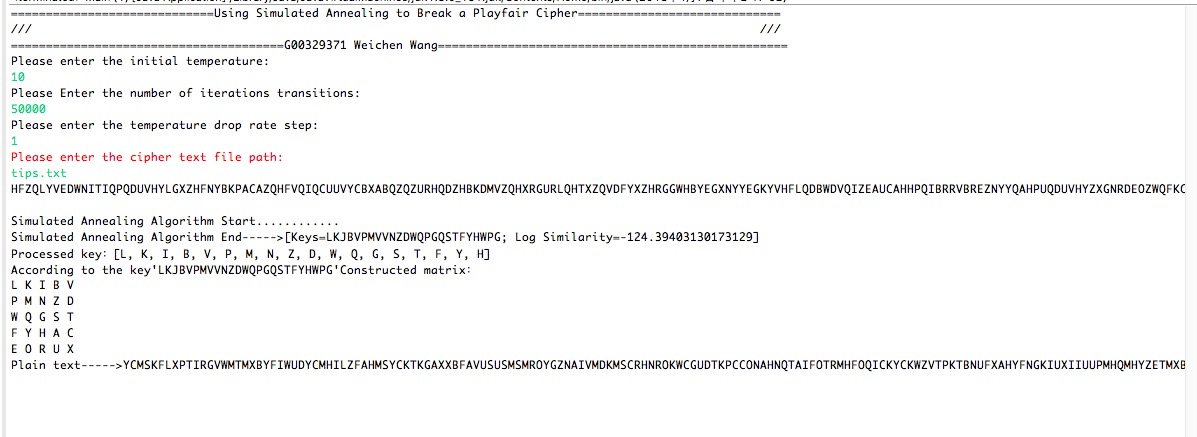 =============================Using Simulated Annealing to Break a Playfair Cipher=============================
/// ///
=======================================G00329371 Weichen Wang==================================================
Please enter the initial temperature:
10
Please Enter the number of iterations transitions:
50000
Please enter the temperature drop rate step:
1
Please enter the cipher text file path:
tips.txt
HFZQLYVEDWNITIQPQDUVHYLGXZHFNYBKPACAZQHFVQIQCUUVYCBXABQZQZURHQDZHBKDMVZQHXRGURLQHTXZQVDFYXZHRGGWHBYEGXNYYEGKYVHFLQDBWDVQIZEAUCAHHPQIBRRVBREZNYYQAHPUQDUVHYZXGNRDEOZWQFKC
Simulated Annealing Algorithm Start............
Simulated Annealing Algorithm End----->[Keys=LKJBVPMVVNZDWQPGQSTFYHWPG; Log Similarity=-124.39403130173129]
Processed key: [L, K, I, B, V, P, M, N, Z, D, W, Q, G, S, T, F, Y, H]
According to the key'LKJBVPMVVNZDWQPGQSTFYHWPG'Constructed matrix:
L K I B V
P M N Z D
W Q G S T
F Y H A C
E O R U X
Plain text----->YCMSKFLXPTIRGVWMTMXBYFIWUDYCMHILZFAHMSYCKTKGAXXBFAVUSUSMSMROYGZNAIVMDKMSCRHNROKWCGUDTKPCCONAHNQTAIFOTRMHFOQICKYCKWZVTPKTBNUFXAHYFNGKIUXIIUUPMHQMHYZETMXB